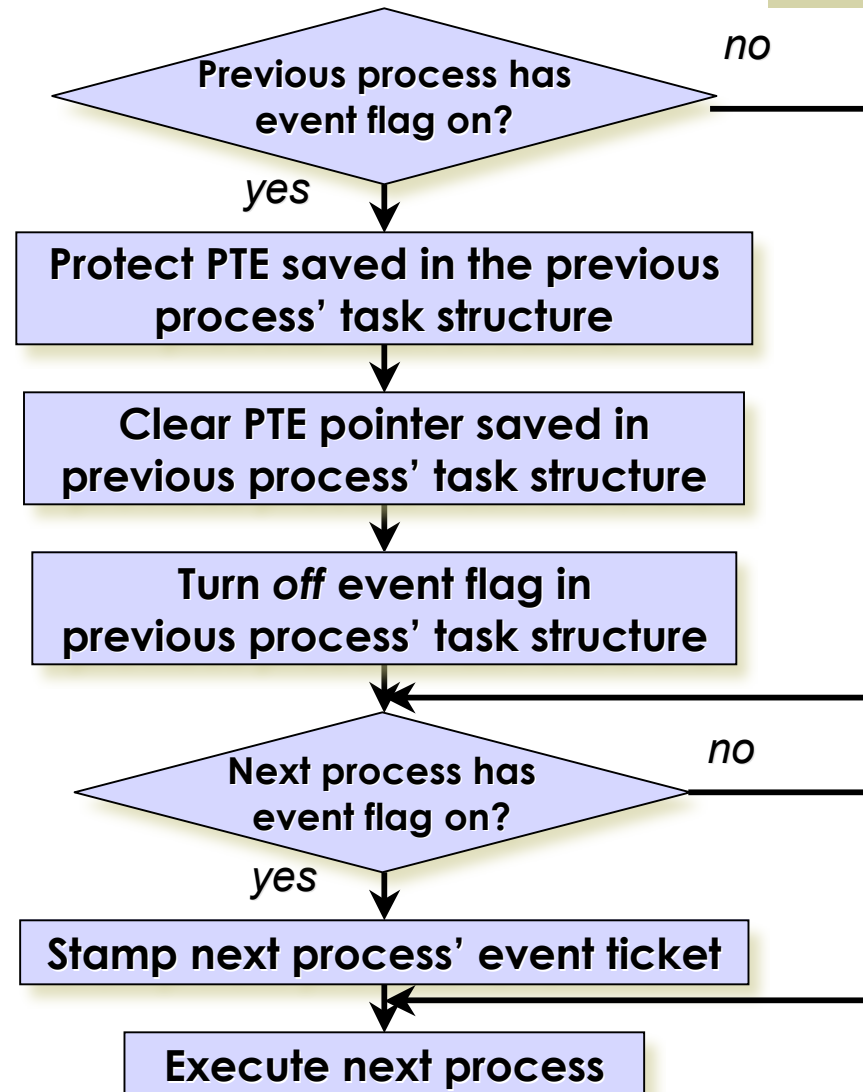 Previous process has
event flag on?
no
yes
Protect PTE saved in the previous
process’ task structure
Clear PTE pointer saved in
previous process’ task structure
Turn off event flag in
previous process’ task structure
Next process has
event flag on?
no
yes
Stamp next process’ event ticket
Execute next process